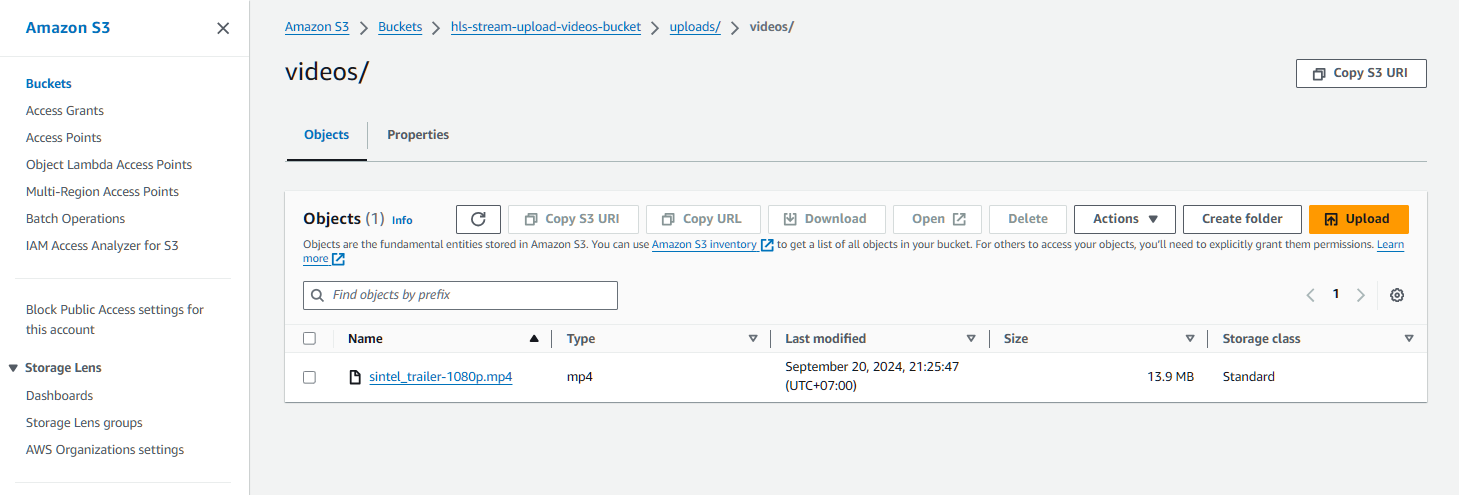 Amazon S3
Buckets
Access Grants
Access Points
Object Lambda Access Points
Multi-Region Access Points
Batch Operations
IAM Access Analyzer for S3
Block Public Access settings for
this account
Storage Lens
Dashboards
Storage Lens groups
AWS Organizations settings
Amazon S3 Buckets hls-stream-upload-videos-bucket uploads/ videos/
videos/
Copy S3 URI
Objects Properties
Objects (1) Info Copy S3 URI Copy URL Download Open Delete Actions Create folder Upload
Objects are the fundamental entities stored in Amazon S3. You can use Amazon S3 inventory to get a list of all objects in your bucket. For others to access your objects, you'll need to explicitly grant them permissions. Learn
more
Find objects by prefix
1
Name Type Last modified Size Storage class
sintel_trailer-1080p.mp4 mp4 September 20, 2024, 21:25:47 13.9 MB Standard
(UTC+07:00)